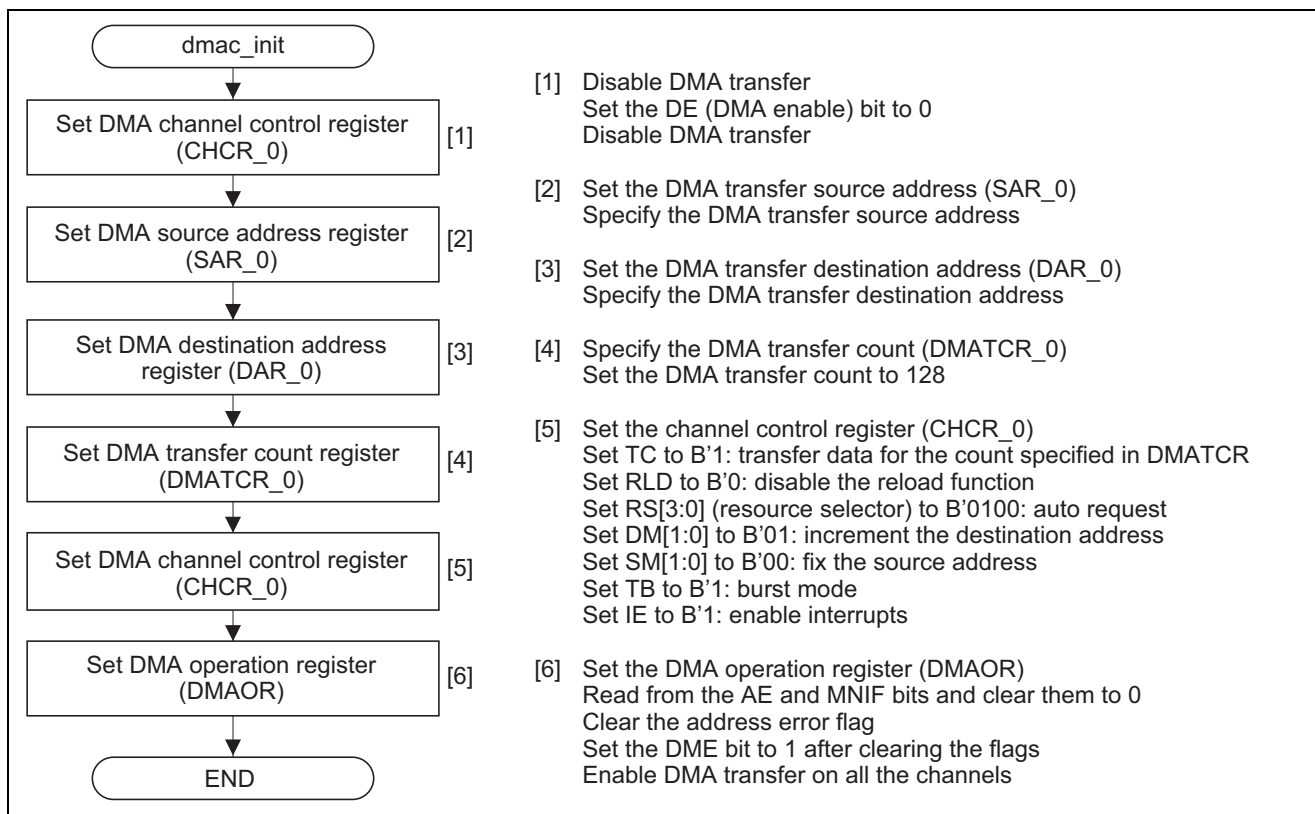 dmac_init
Set DMA channel control register
(CHCR_0)
[1]
Set DMA source address register
(SAR_0)
[2]
Set DMA destination address
register (DAR_0)
[3]
Set DMA transfer count register
(DMATCR_0)
[4]
Set DMA channel control register
(CHCR_0)
[5]
Set DMA operation register
(DMAOR)
[6]
END
[1] Disable DMA transfer
Set the DE (DMA enable) bit to 0
Disable DMA transfer
[2] Set the DMA transfer source address (SAR_0)
Specify the DMA transfer source address
[3] Set the DMA transfer destination address (DAR_0)
Specify the DMA transfer destination address
[4] Specify the DMA transfer count (DMATCR_0)
Set the DMA transfer count to 128
[5] Set the channel control register (CHCR_0)
Set TC to B’1: transfer data for the count specified in DMATCR
Set RLD to B’0: disable the reload function
Set RS[3:0] (resource selector) to B’0100: auto request
Set DM[1:0] to B’01: increment the destination address
Set SM[1:0] to B’00: fix the source address
Set TB to B’1: burst mode
Set IE to B’1: enable interrupts
[6] Set the DMA operation register (DMAOR)
Read from the AE and MNIF bits and clear them to 0
Clear the address error flag
Set the DME bit to 1 after clearing the flags
Enable DMA transfer on all the channels